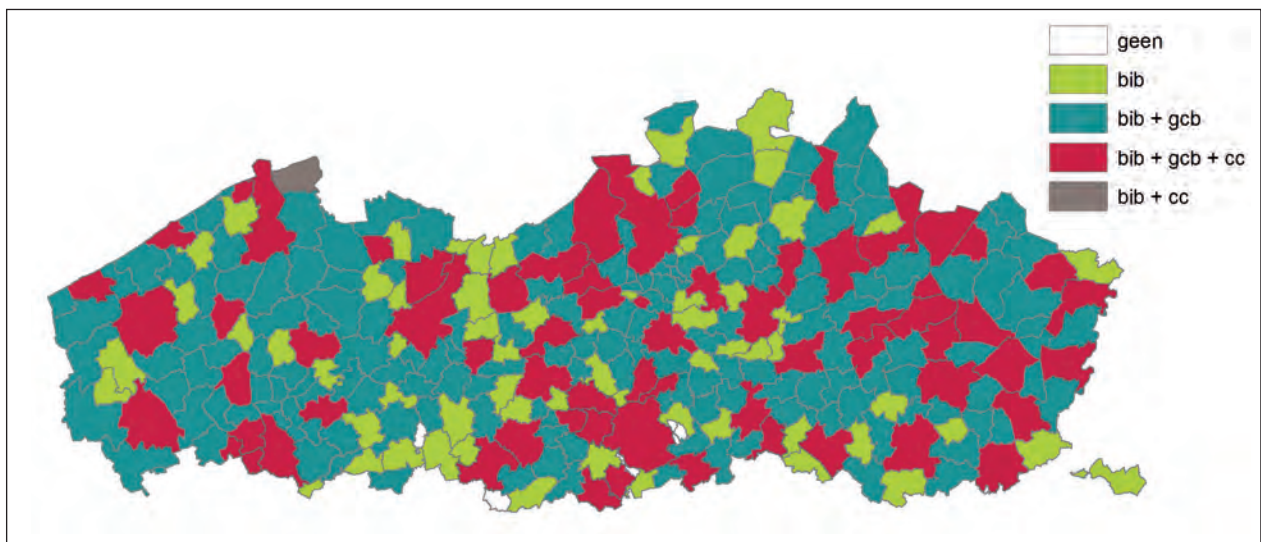 geen
bib
bib + gcb
bib + gcb + cc
bib + cc